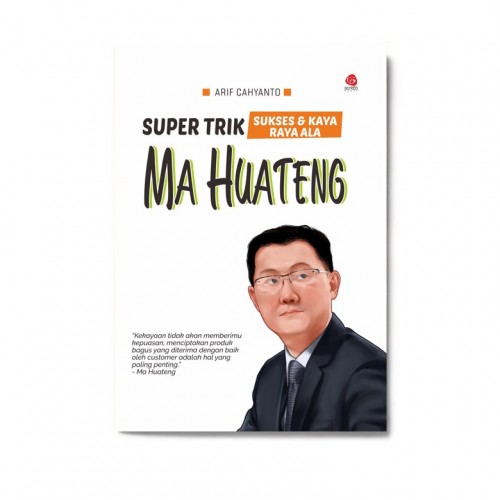 ARIF CAHYANTO
SUPER TRIK
SUKSES & KAYA
RAYA ALA
MA HUATENG
"Kekayaan tidak akan memberimu
kepuasan, menciptakan produk
bagus yang diterima dengan baik
oleh customer adalah hal yang
paling penting."
- Ma Huateng